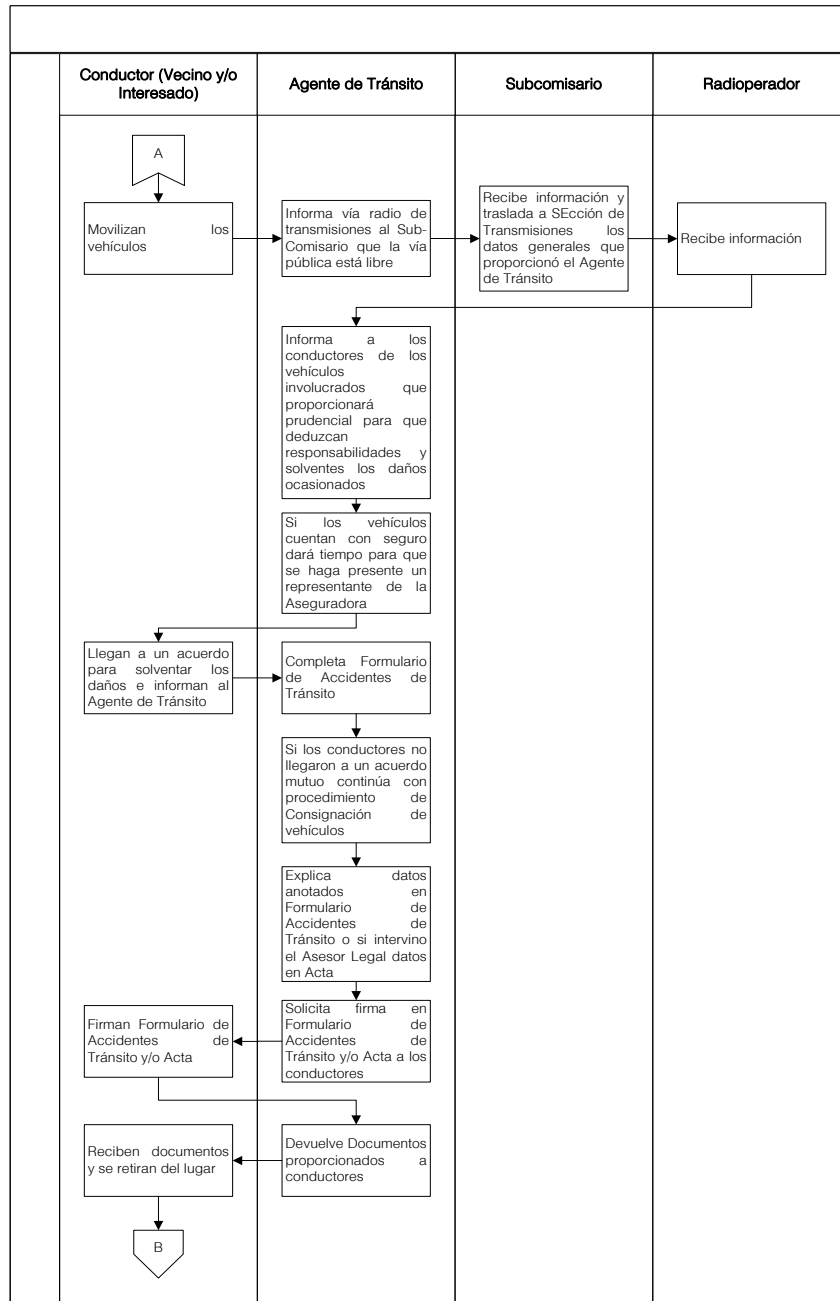 Conductor (Vecino y/o
Interesado)
Agente de Tránsito
Subcomisario
Radioperador
A
Movilizan los
vehículos
Informa vía radio de
transmisiones al Sub-
Comisario que la vía
pública está libre
Recibe información y
traslada a SEcción de
Transmisiones los
datos generales que
proporcionó el Agente
de Tránsito
Recibe información
Informa a los
conductores de los
vehículos
involucrados que
proporcionará
prudencial para que
deduzcan
responsabilidades y
solventes los daños
ocasionados
Si los vehículos
cuentan con seguro
dará tiempo para que
se haga presente un
representante de la
Aseguradora
Llegan a un acuerdo
para solventar los
daños e informan al
Agente de Tránsito
Completa Formulario
de Accidentes de
Tránsito
Si los conductores no
llegaron a un acuerdo
mutuo continúa con
procedimiento de
Consignación de
vehículos
Explica datos
anotados en
Formulario de
Accidentes de
Tránsito o si intervino
el Asesor Legal datos
en Acta
Solicita firma en
Formulario de
Accidentes de
Tránsito y/o Acta a los
conductores
Firman Formulario de
Accidentes de
Tránsito y/o Acta
Devuelve Documentos
proporcionados a
conductores
Reciben documentos
y se retiran del lugar
B